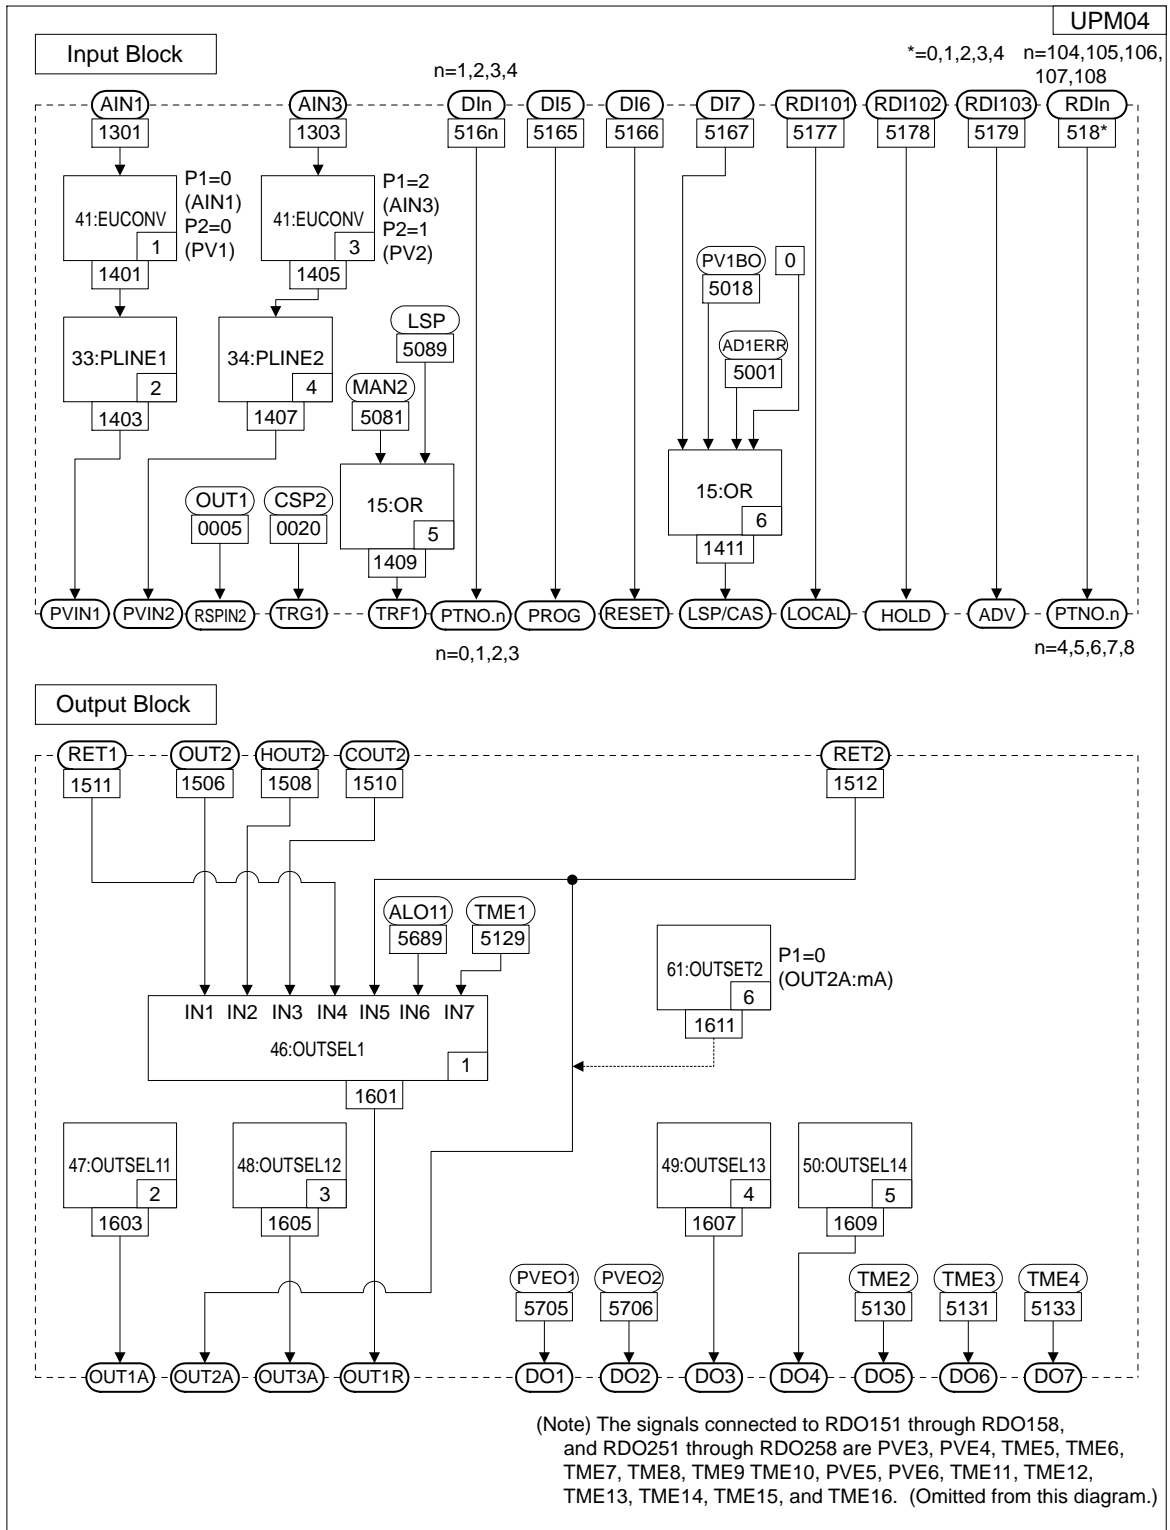 UPM04
Input Block
*=0,1,2,3,4
n=104,105,106,
107,108
n=1,2,3,4
AIN1
AIN3
DIn
DI5
DI6
DI7
RDI101
RDI102
RDI103
RDIn
1301
1303
516n
5165
5166
5167
5177
5178
5179
518*
41:EUCONV
1
P1=0
(AIN1)
P2=0
(PV1)
41:EUCONV
3
P1=2
(AIN3)
P2=1
(PV2)
1401
1405
PV1BO
0
5018
LSP
5089
33:PLINE1
2
34:PLINE2
4
AD1ERR
5001
MAN2
5081
1403
1407
15:OR
5
15:OR
6
OUT1
CSP2
0005
0020
1409
1411
PVIN1
PVIN2
RSPIN2
TRG1
TRF1
PTNO.n
PROG
RESET
LSP/CAS
LOCAL
HOLD
ADV
PTNO.n
n=0,1,2,3
n=4,5,6,7,8
Output Block
RET1
OUT2
HOUT2
COUT2
RET2
1511
1506
1508
1510
1512
ALO11
TME1
5689
5129
61:OUTSET2
6
P1=0
(OUT2A:mA)
1611
IN1 IN2 IN3 IN4 IN5 IN6 IN7
46:OUTSEL1
1
1601
47:OUTSEL11
2
48:OUTSEL12
3
49:OUTSEL13
4
50:OUTSEL14
5
1603
1605
1607
1609
PVEO1
PVEO2
TME2
TME3
TME4
5705
5706
5130
5131
5133
OUT1A
OUT2A
OUT3A
OUT1R
DO1
DO2
DO3
DO4
DO5
DO6
DO7
(Note) The signals connected to RDO151 through RDO158,
and RDO251 through RDO258 are PVE3, PVE4, TME5, TME6,
TME7, TME8, TME9 TME10, PVE5, PVE6, TME11, TME12,
TME13, TME14, TME15, and TME16. (Omitted from this diagram.)